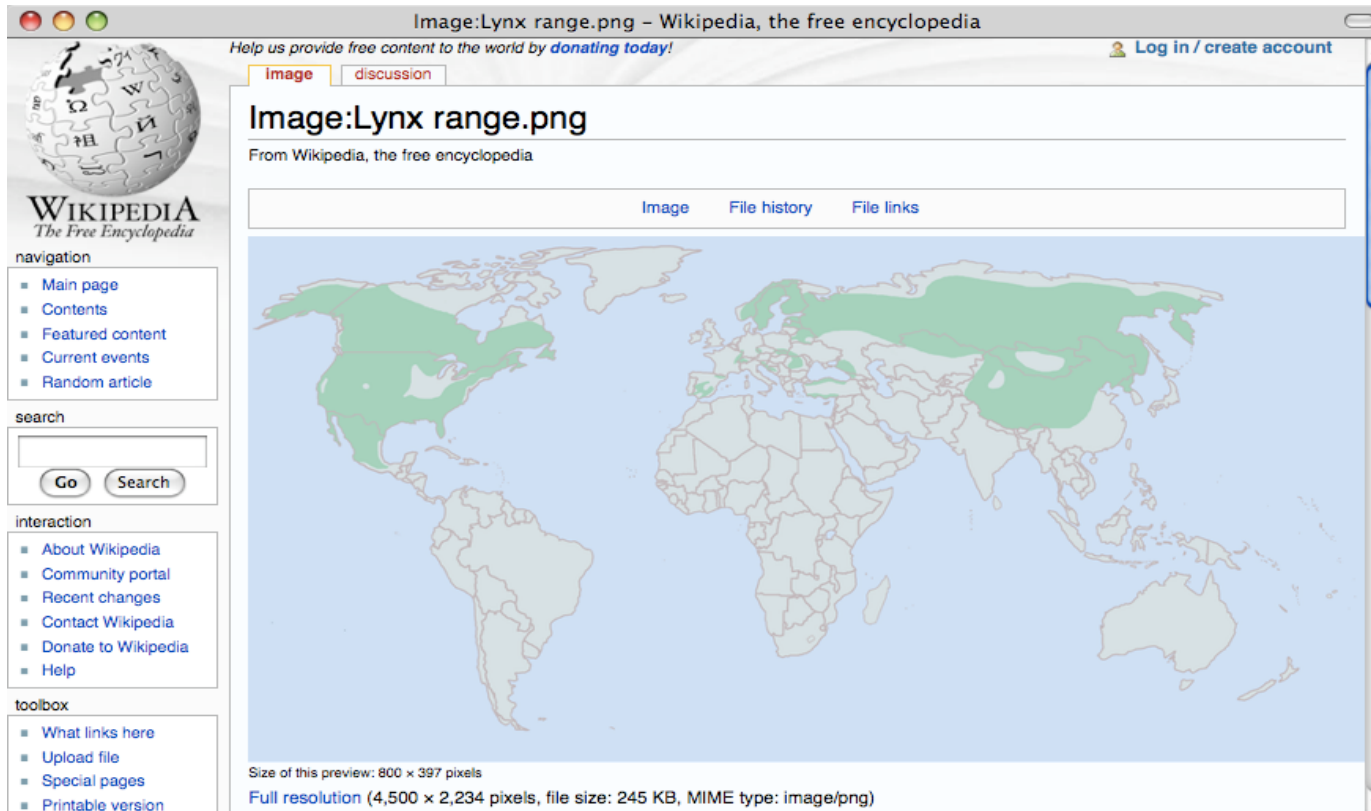 Image:Lynx range.png – Wikipedia, the free encyclopedia
Help us provide free content to the world by donating today!
Log in / create account
image
discussion
Image:Lynx range.png
From Wikipedia, the free encyclopedia
Image File history File links
WIKIPEDIA
The Free Encyclopedia
navigation
Main page
Contents
Featured content
Current events
Random article
search
Go Search
interaction
About Wikipedia
Community portal
Recent changes
Contact Wikipedia
Donate to Wikipedia
Help
toolbox
What links here
Upload file
Special pages
Printable version
Size of this preview: 800 × 397 pixels
Full resolution (4,500 × 2,234 pixels, file size: 245 KB, MIME type: image/png)